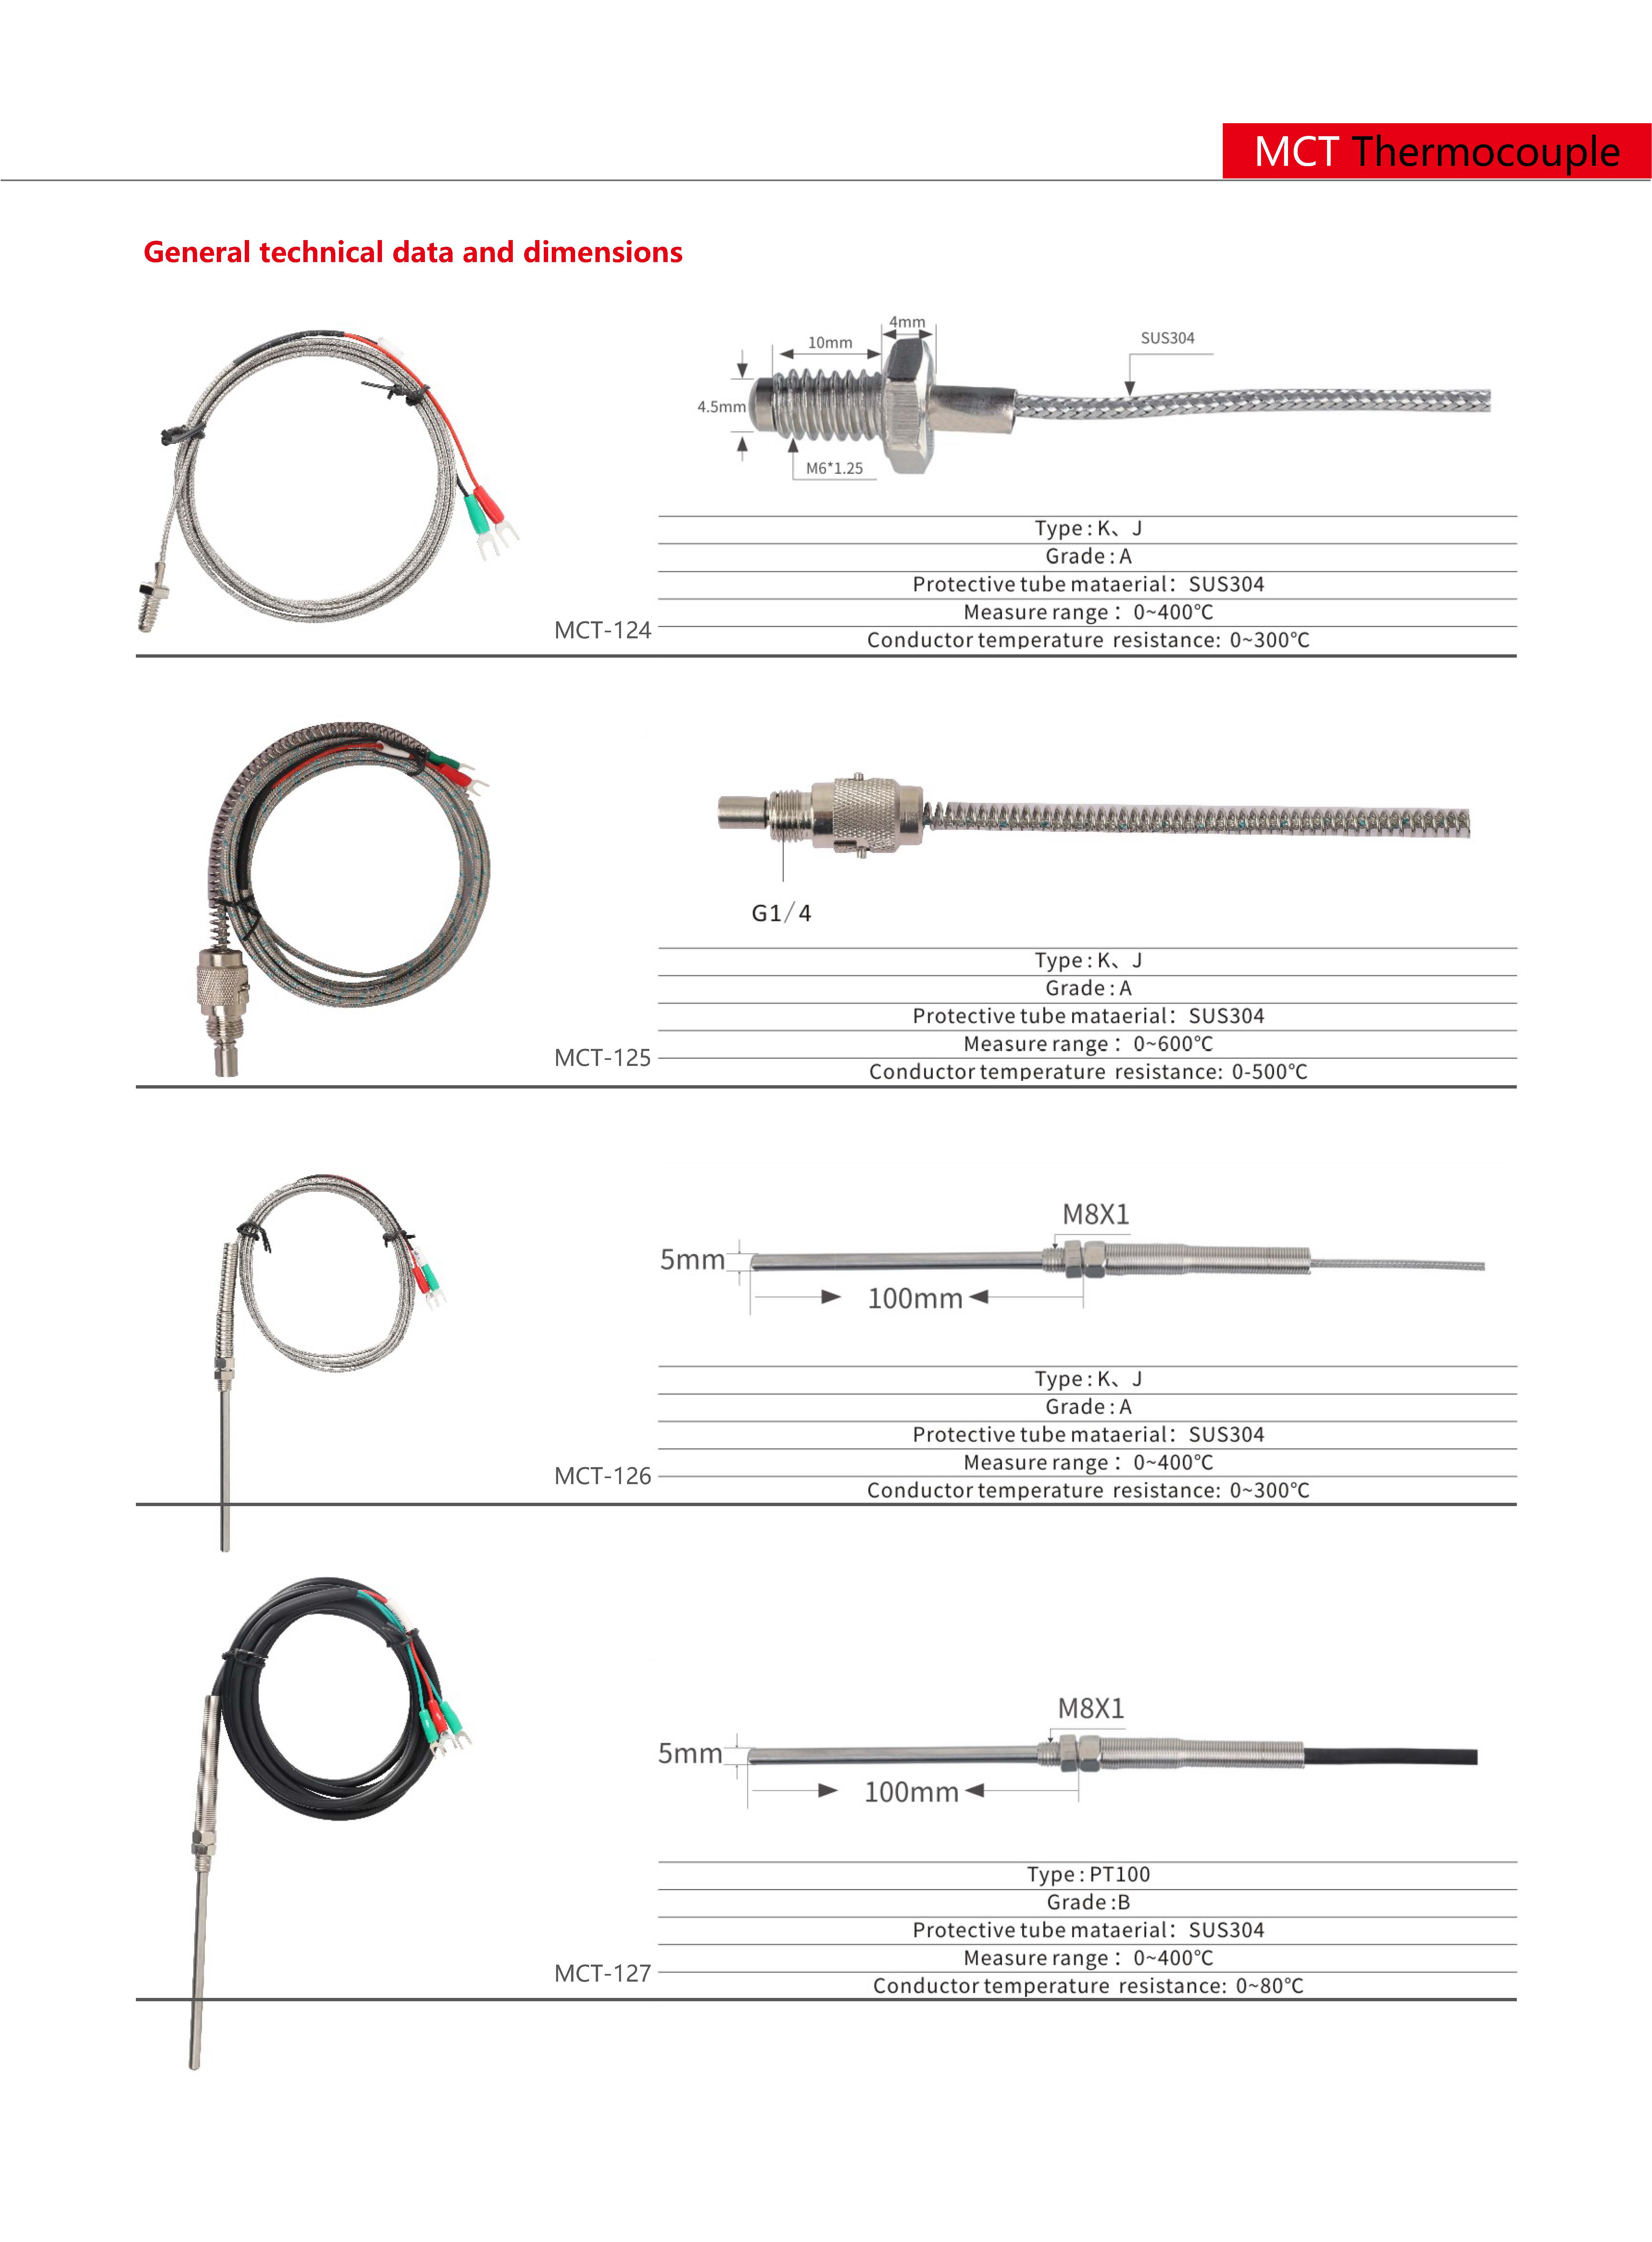 MCT Thermocouple
General technical data and dimensions
4mm
10mm
SUS304
4.5mm
M6*1.25
Type : K、J
Grade : A
Protective tube mataerial： SUS304
Measure range： 0~400℃
MCT-124
Conductor temperature resistance: 0~300℃
G1/4
Type : K、J
Grade : A
Protective tube mataerial： SUS304
Measure range： 0~600℃
MCT-125
Conductor temperature resistance: 0-500℃
M8X1
5mm
100mm
Type : K、J
Grade : A
Protective tube mataerial： SUS304
Measure range： 0~400℃
MCT-126
Conductor temperature resistance: 0~300℃
M8X1
5mm
100mm
Type : PT100
Grade :B
Protective tube mataerial： SUS304
Measure range： 0~400℃
MCT-127
Conductor temperature resistance: 0~80℃